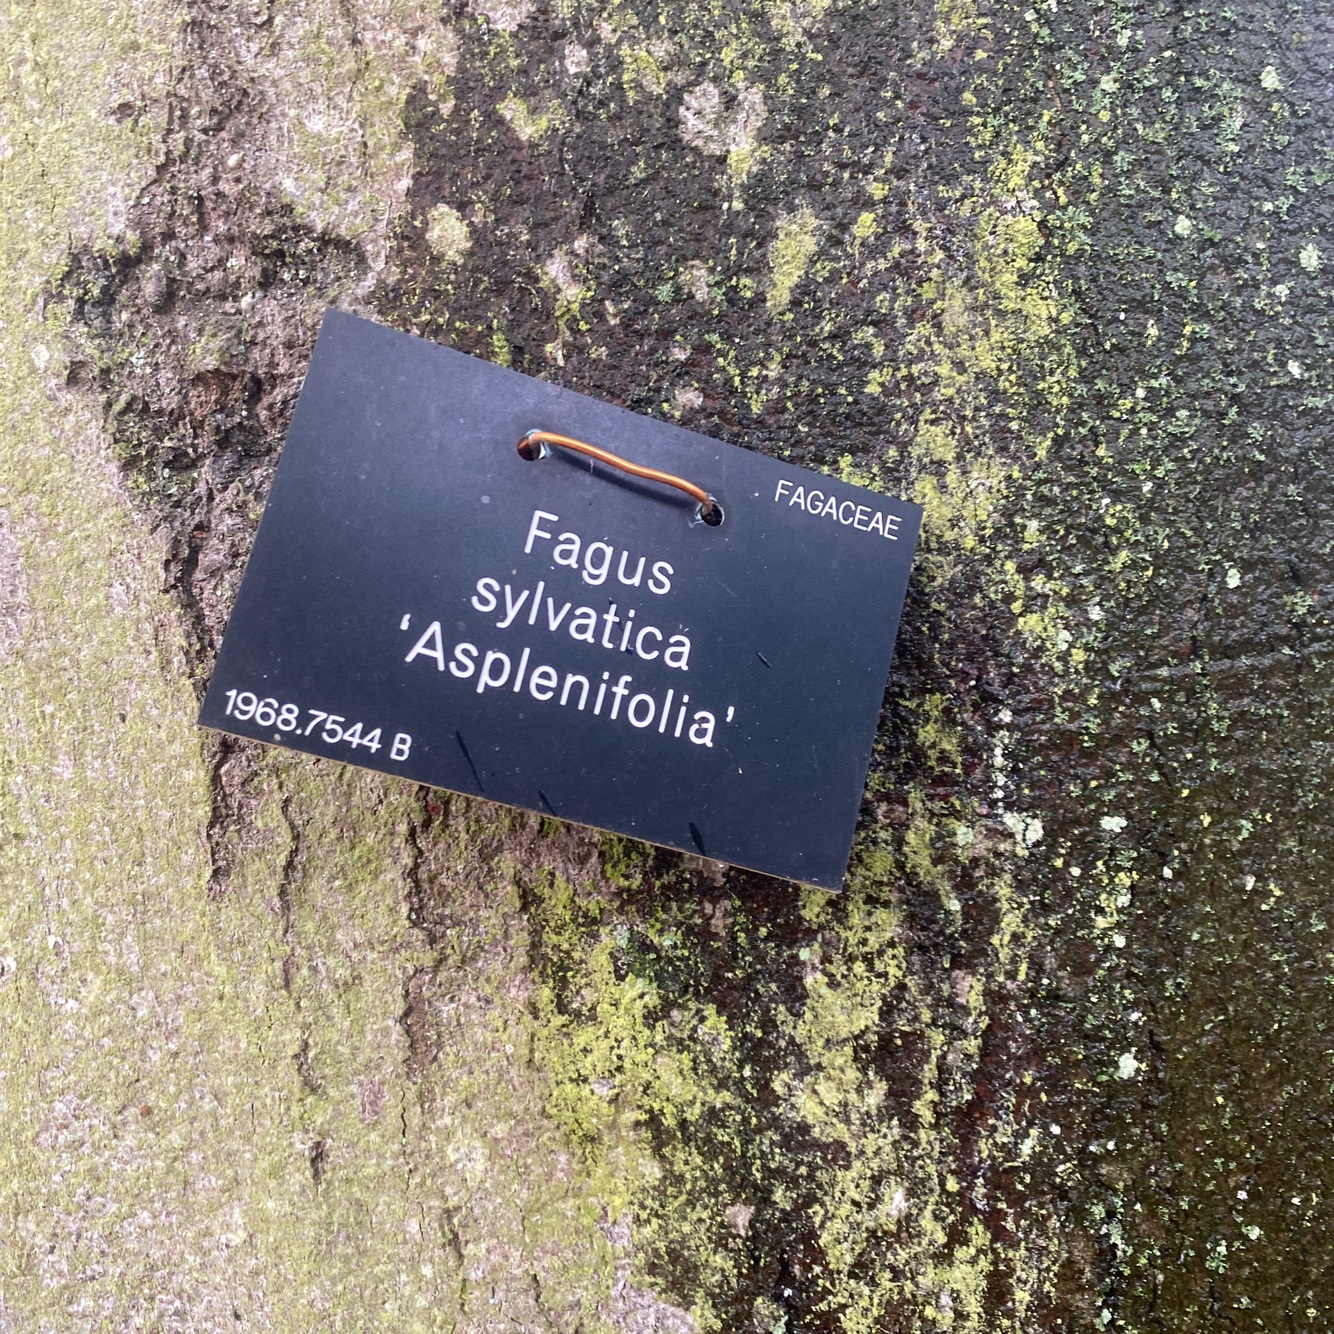 FAGACEAE
Fagus
sylvatica
‘Asplenifolia’
1968.7544 B